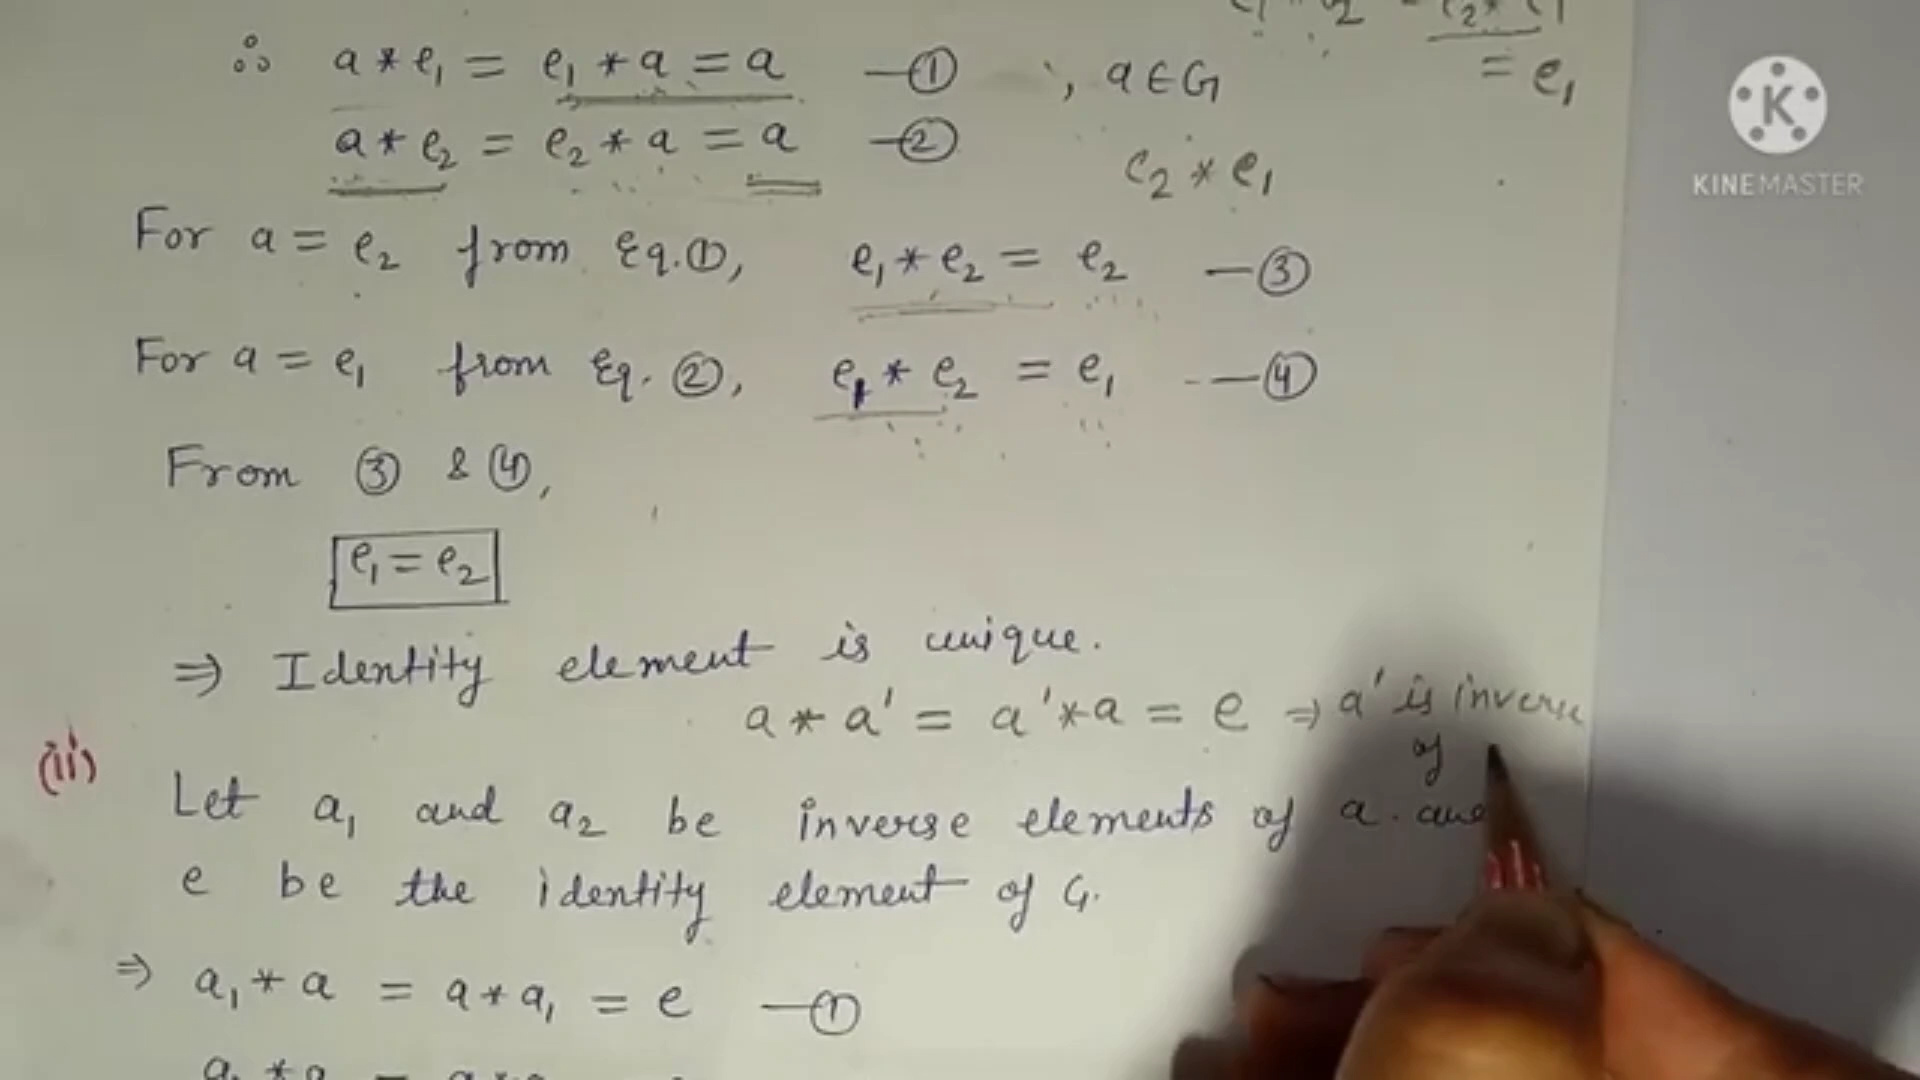 ∴ a * e₁ = e₁ * a = a —① , a ∈ G
= e₁
a * e₂ = e₂ * a = a —②
e₂ * e₁
K
KINEMASTER
For a = e₂ from Eq.①, e₁ * e₂ = e₂ —③
For a = e₁ from Eq. ②, e₁ * e₂ = e₁ —④
From ③ & ④,
e₁ = e₂
⇒ Identity element is unique.
a * a' = a' * a = e ⇒ a' is inverse
of
(ii)
Let a₁ and a₂ be inverse elements of a. and
e be the identity element of G.
⇒ a₁ * a = a * a₁ = e —①